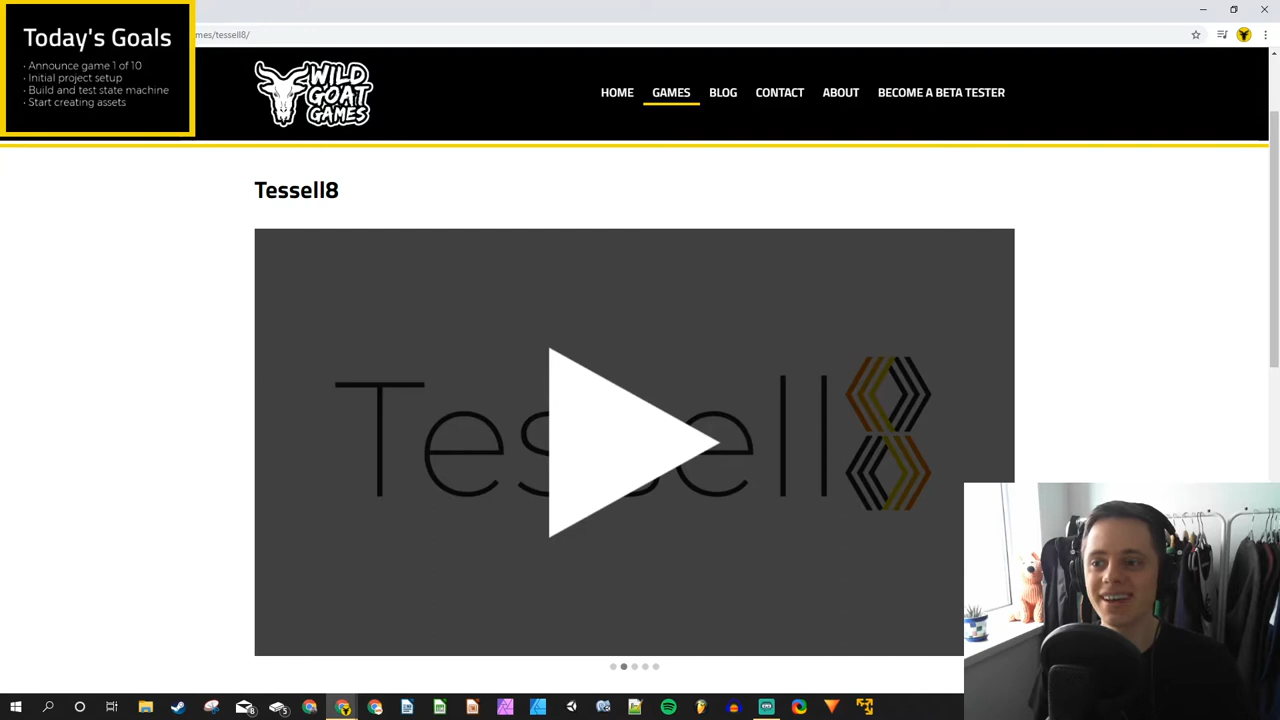 Today's Goals
· Announce game 1 of 10
· Initial project setup
· Build and test state machine
· Start creating assets
mes/tessell8/
WILD
GOAT
GAMES
HOME GAMES BLOG CONTACT ABOUT BECOME A BETA TESTER
Tessell8
Tessell8